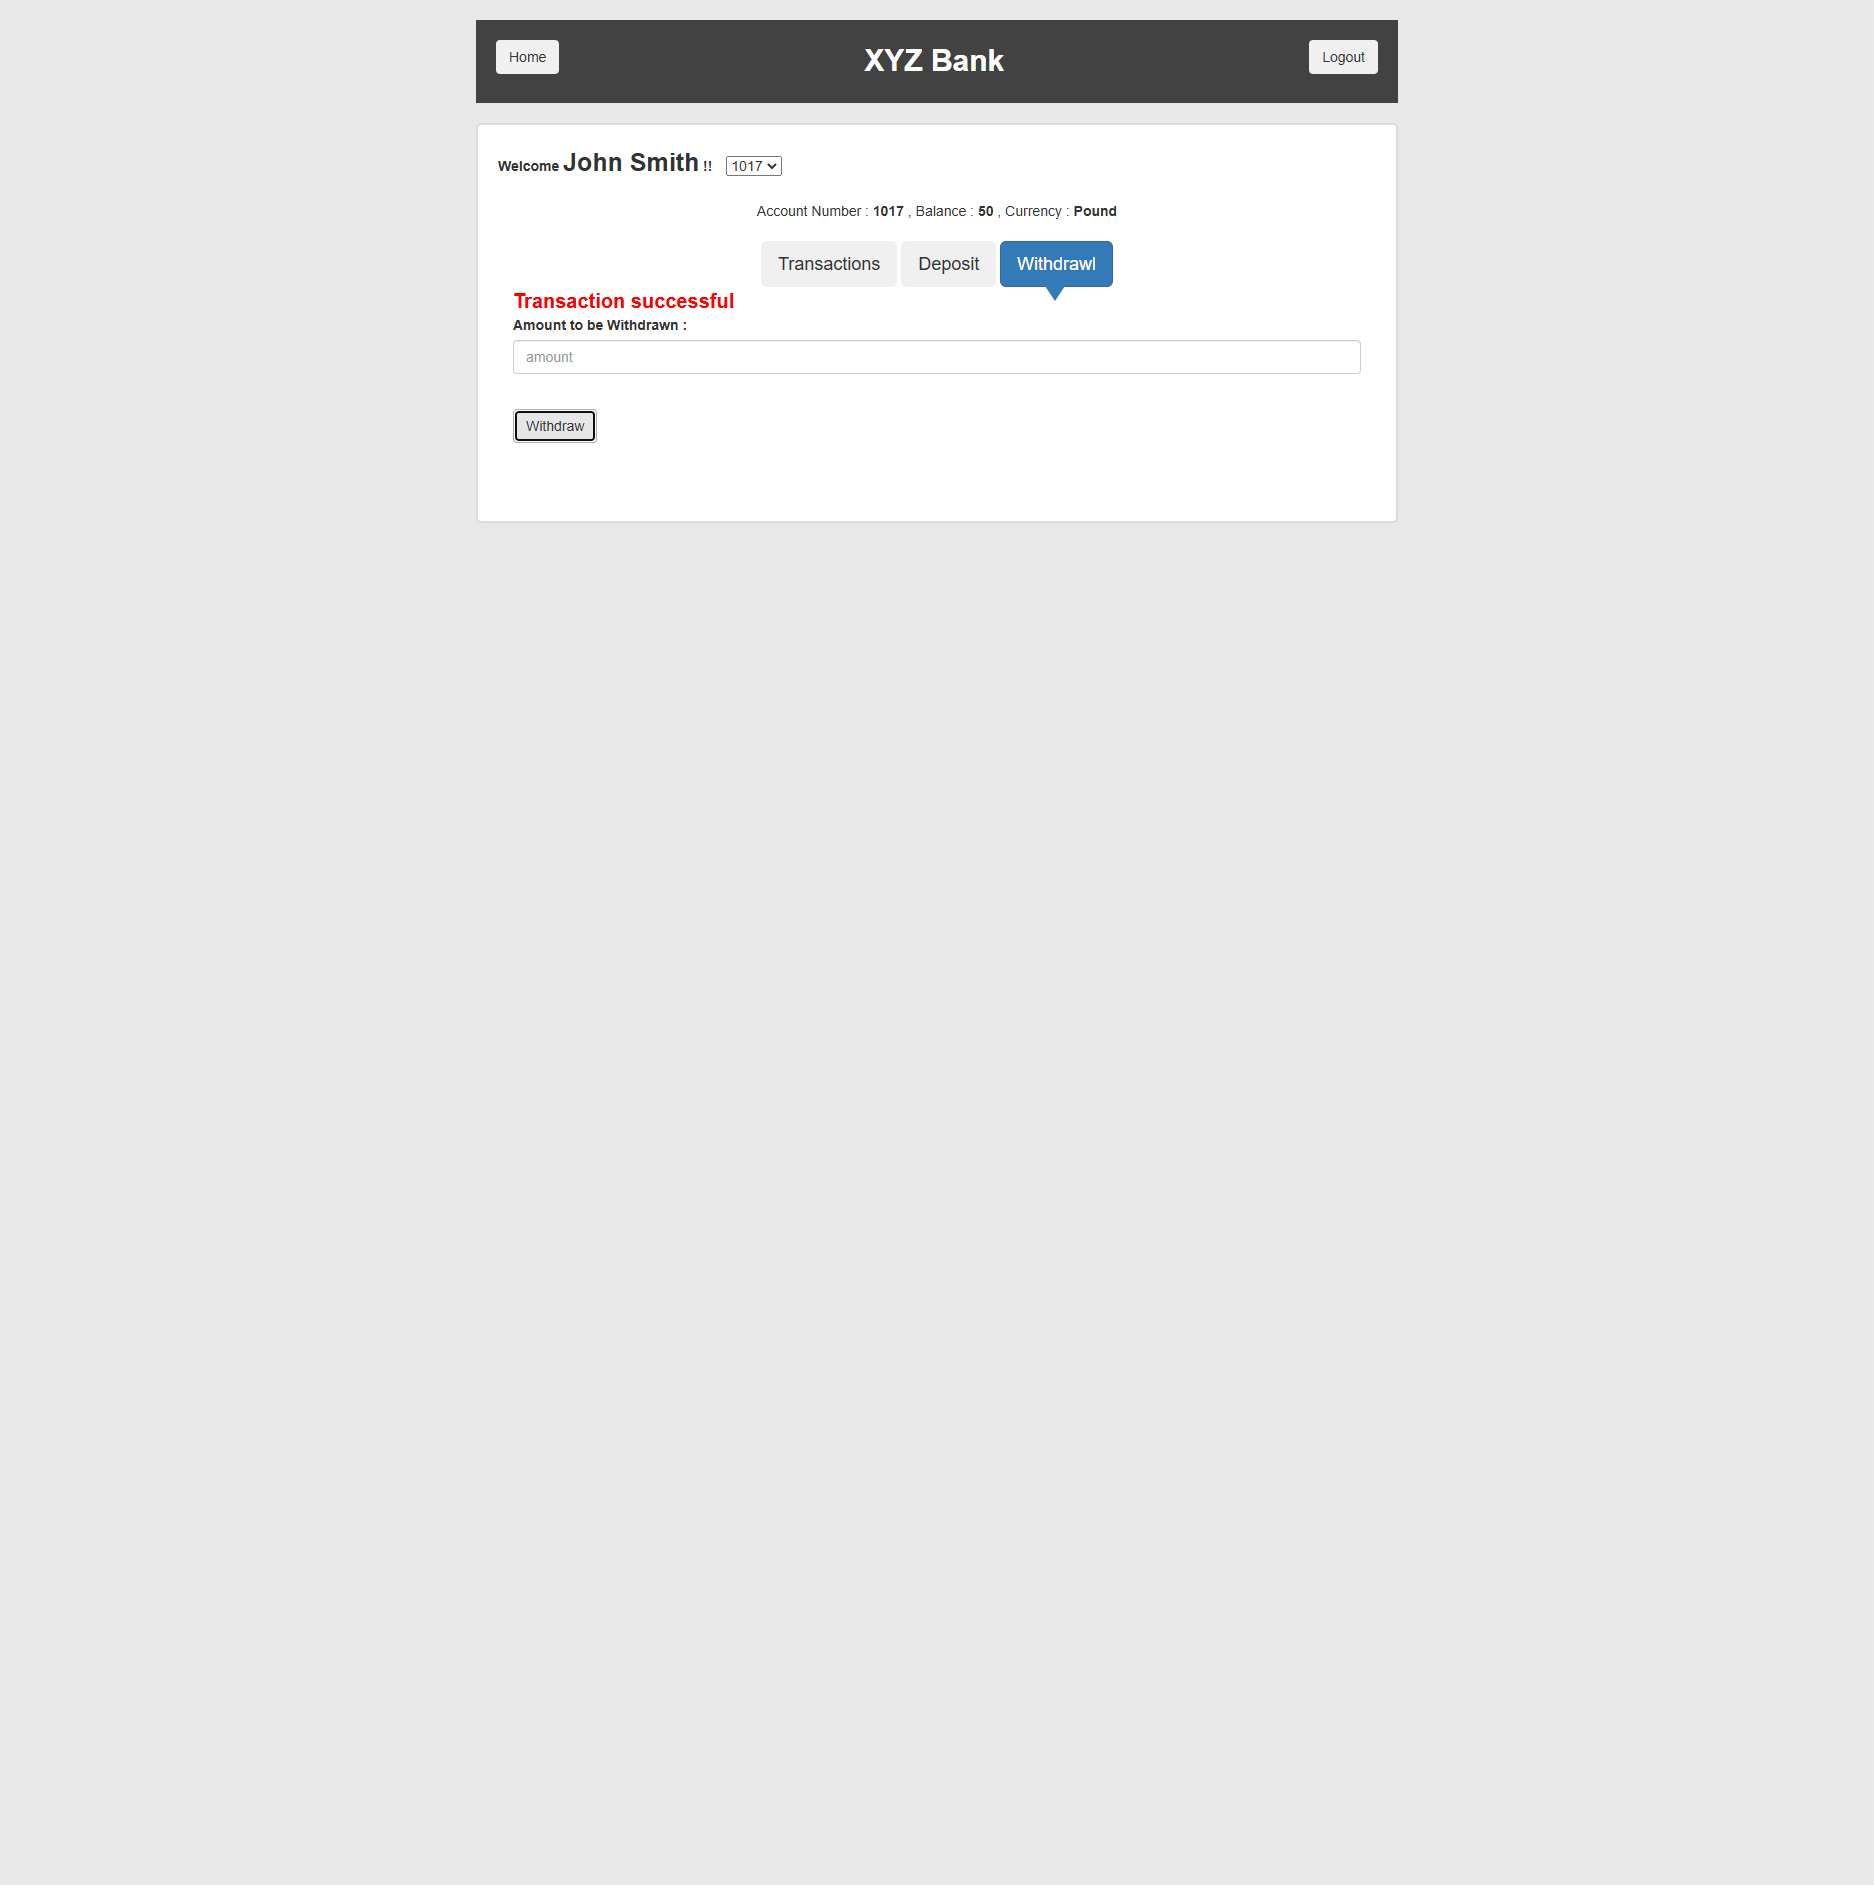 Home
XYZ Bank
Logout
Welcome John Smith !! 1017
Account Number : 1017 , Balance : 50 , Currency : Pound
Transactions
Deposit
Withdrawl
Transaction successful
Amount to be Withdrawn :
amount
Withdraw